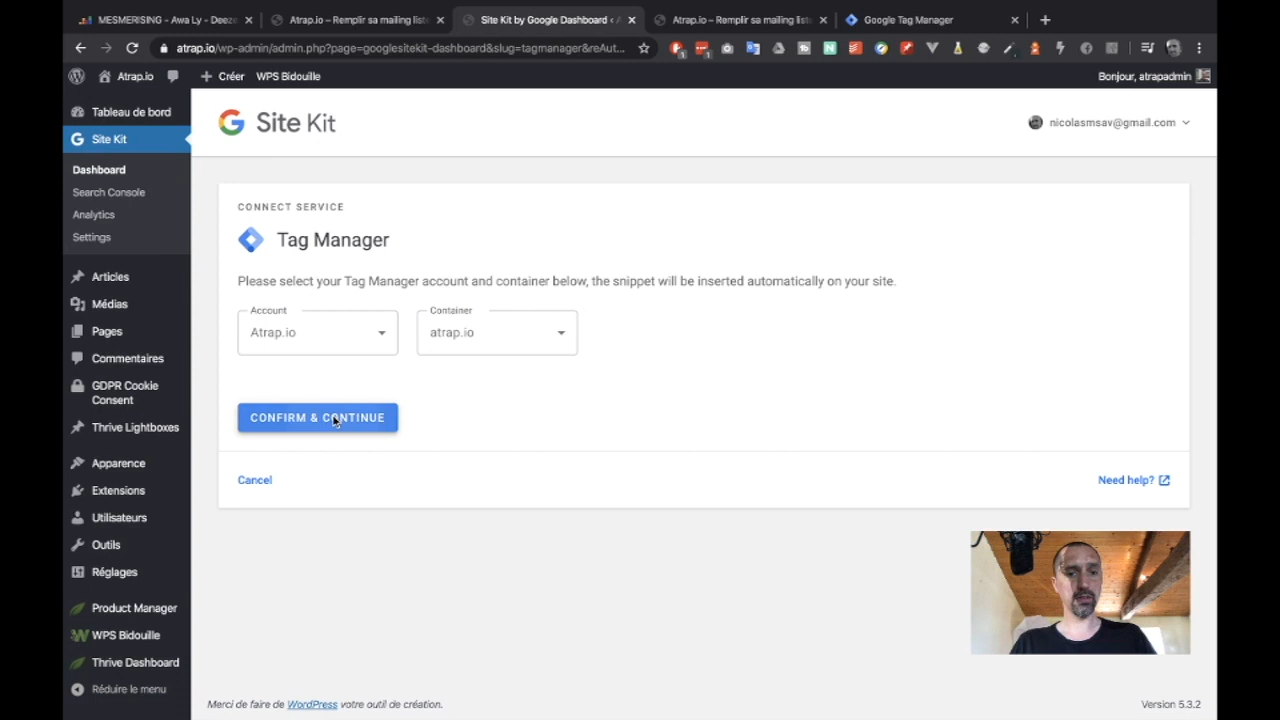 MESMERISING - Awa Ly - Deeze
Atrap.io – Remplir sa mailing liste
Site Kit by Google Dashboard ‹ A
Atrap.io – Remplir sa mailing liste
Google Tag Manager
atrap.io/wp-admin/admin.php?page=googlesitekit-dashboard&slug=tagmanager&reAut...
Atrap.io
Créer
WPS Bidouille
Bonjour, atrapadmin
Tableau de bord
Site Kit
Dashboard
Search Console
Analytics
Settings
Articles
Médias
Pages
Commentaires
GDPR Cookie
Consent
Thrive Lightboxes
Apparence
Extensions
Utilisateurs
Outils
Réglages
Product Manager
WPS Bidouille
Thrive Dashboard
Réduire le menu
Site Kit
nicolasmsav@gmail.com
CONNECT SERVICE
Tag Manager
Please select your Tag Manager account and container below, the snippet will be inserted automatically on your site.
Account
Atrap.io
Container
atrap.io
CONFIRM & CONTINUE
Cancel
Need help?
Merci de faire de WordPress votre outil de création.
Version 5.3.2